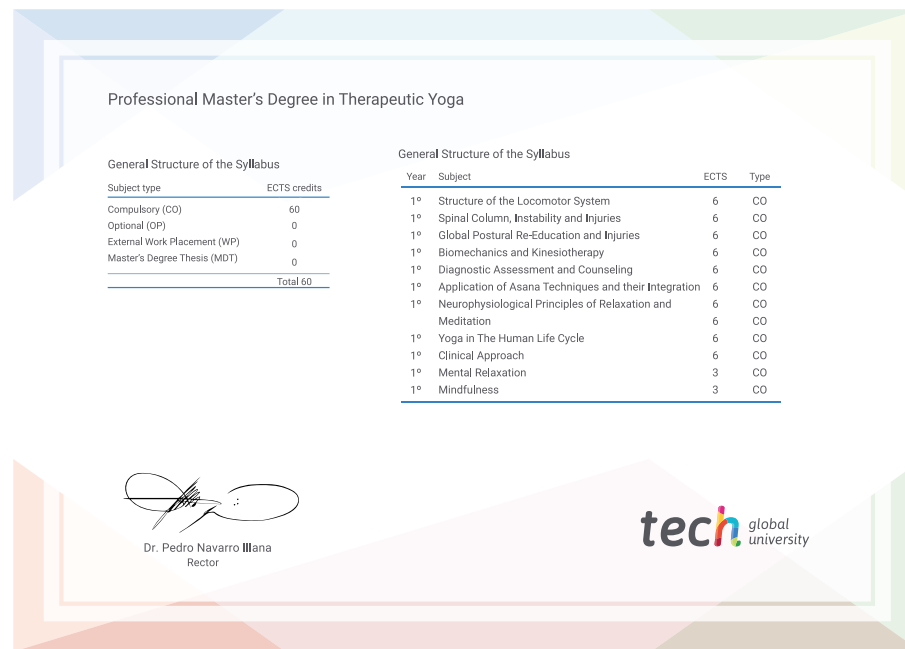 Professional Master's Degree in Therapeutic Yoga
General Structure of the Syllabus
Subject type ECTS credits
Compulsory (CO) 60
Optional (OP) 0
External Work Placement (WP) 0
Master's Degree Thesis (MDT) 0
Total 60
General Structure of the Syllabus
Year Subject ECTS Type
1º Structure of the Locomotor System 6 CO
1º Spinal Column, Instability and Injuries 6 CO
1º Global Postural Re-Education and Injuries 6 CO
1º Biomechanics and Kinesiotherapy 6 CO
1º Diagnostic Assessment and Counseling 6 CO
1º Application of Asana Techniques and their Integration 6 CO
1º Neurophysiological Principles of Relaxation and 6 CO
Meditation 6 CO
1º Yoga in The Human Life Cycle 6 CO
1º Clinical Approach 6 CO
1º Mental Relaxation 3 CO
1º Mindfulness 3 CO
Dr. Pedro Navarro Illana
Rector
tech global
university